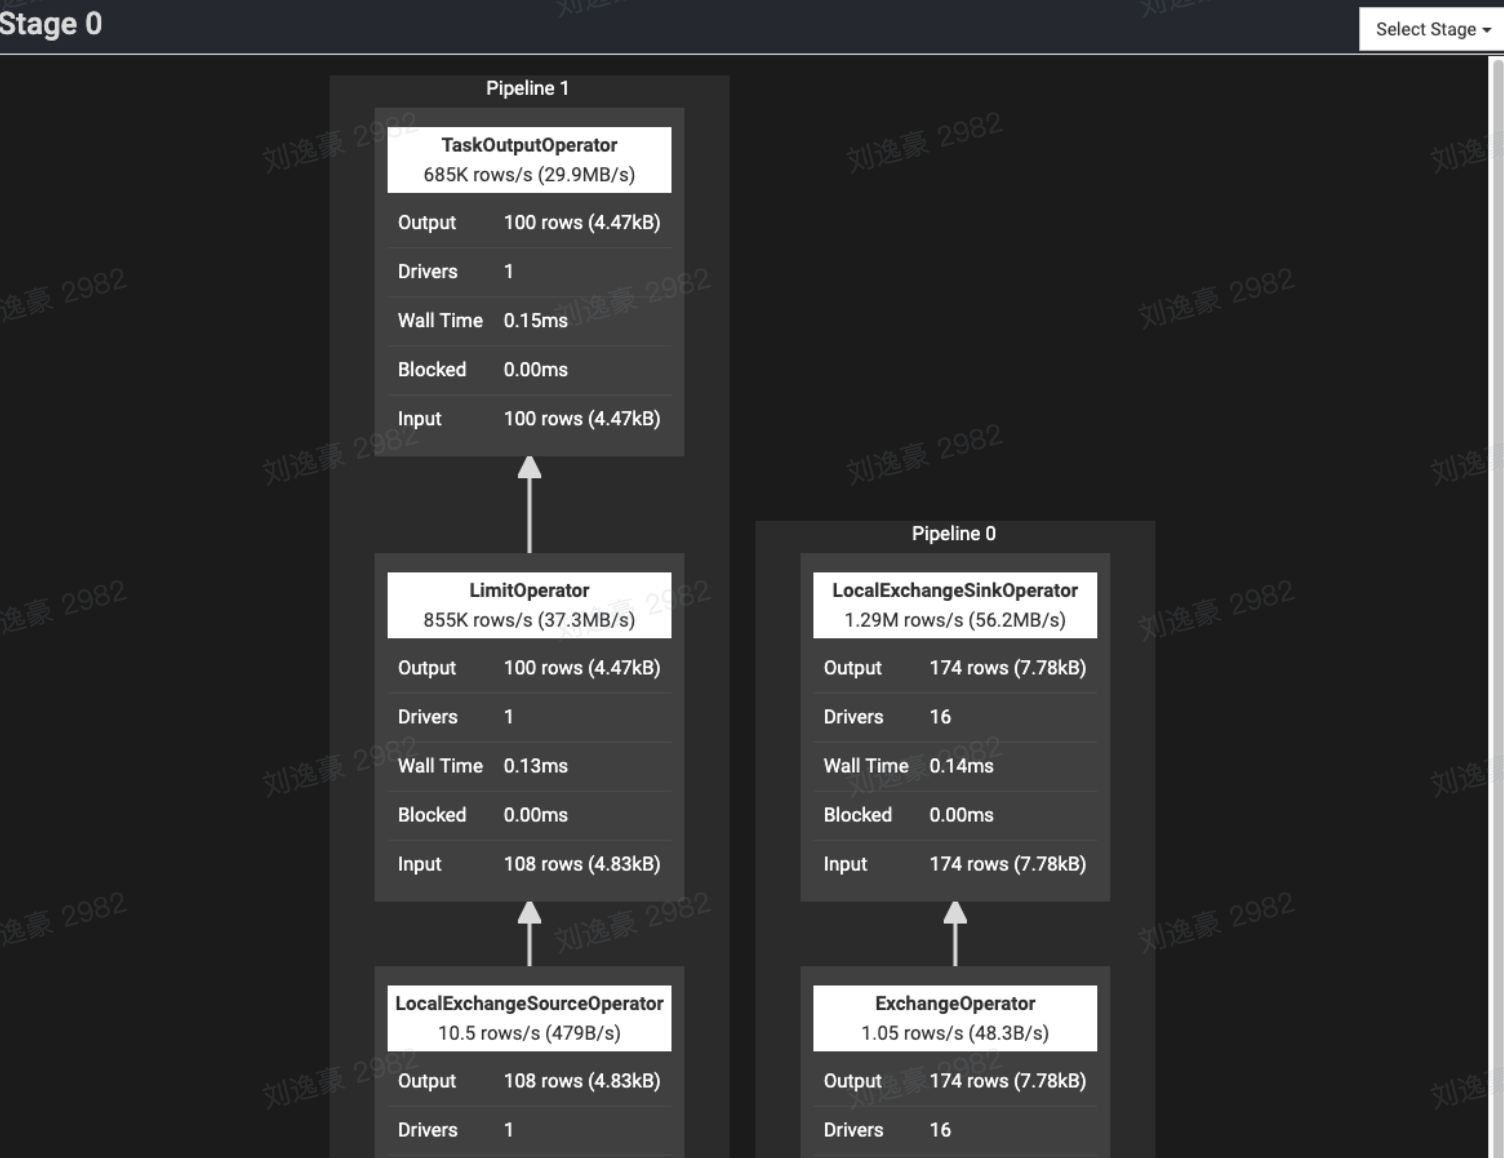 Stage 0
Select Stage
Pipeline 1
TaskOutputOperator
685K rows/s (29.9MB/s)
Output 100 rows (4.47kB)
Drivers 1
Wall Time 0.15ms
Blocked 0.00ms
Input 100 rows (4.47kB)
LimitOperator
855K rows/s (37.3MB/s)
Output 100 rows (4.47kB)
Drivers 1
Wall Time 0.13ms
Blocked 0.00ms
Input 108 rows (4.83kB)
LocalExchangeSourceOperator
10.5 rows/s (479B/s)
Output 108 rows (4.83kB)
Drivers 1
Pipeline 0
LocalExchangeSinkOperator
1.29M rows/s (56.2MB/s)
Output 174 rows (7.78kB)
Drivers 16
Wall Time 0.14ms
Blocked 0.00ms
Input 174 rows (7.78kB)
ExchangeOperator
1.05 rows/s (48.3B/s)
Output 174 rows (7.78kB)
Drivers 16
刘逸豪 2982